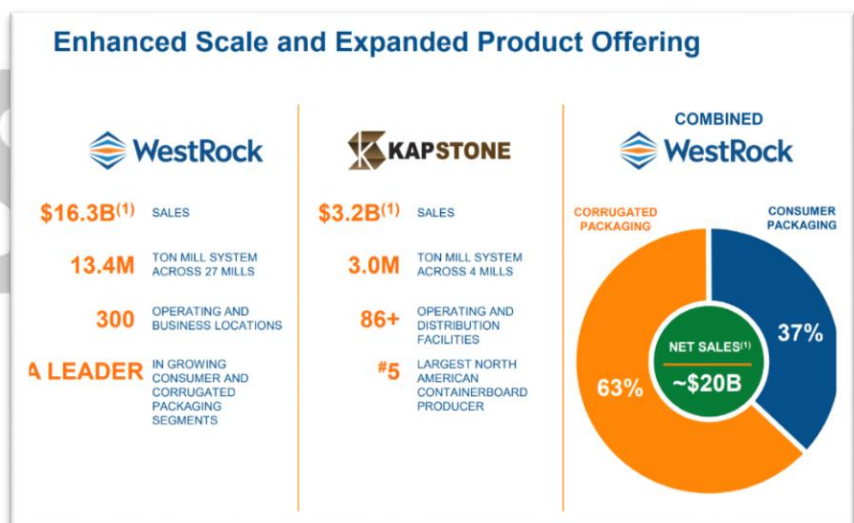 Enhanced Scale and Expanded Product Offering
WestRock
$16.3B(1) SALES
13.4M TON MILL SYSTEM
ACROSS 27 MILLS
300 OPERATING AND
BUSINESS LOCATIONS
A LEADER IN GROWING
CONSUMER AND
CORRUGATED
PACKAGING
SEGMENTS
KAPSTONE
$3.2B(1) SALES
3.0M TON MILL SYSTEM
ACROSS 4 MILLS
86+ OPERATING AND
DISTRIBUTION
FACILITIES
#5 LARGEST NORTH
AMERICAN
CONTAINERBOARD
PRODUCER
COMBINED
WestRock
CORRUGATED
PACKAGING
CONSUMER
PACKAGING
37%
NET SALES(1)
~$20B
63%